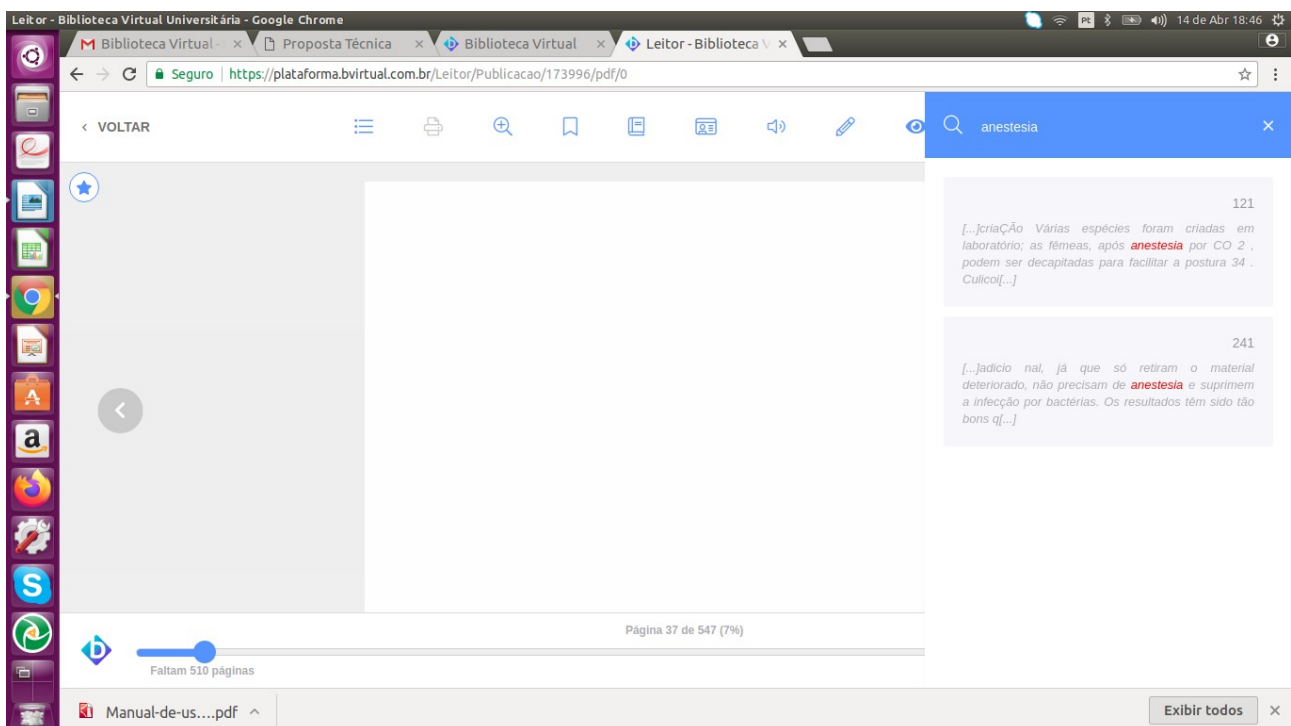 Leitor - Biblioteca Virtual Universitária - Google Chrome
Pt
14 de Abr 18:46
Biblioteca Virtual -
Proposta Técnica
Biblioteca Virtual
Leitor - Biblioteca V
Seguro
https://plataforma.bvirtual.com.br/Leitor/Publicacao/173996/pdf/0
VOLTAR
anestesia
121
[...]criaÇÃo Várias espécies foram criadas em
laboratório; as fêmeas, após anestesia por CO 2 ,
podem ser decapitadas para facilitar a postura 34 .
Culicoi[...]
241
[...]adicio nal, já que só retiram o material
deteriorado, não precisam de anestesia e suprimem
a infecção por bactérias. Os resultados têm sido tão
bons q[...]
Página 37 de 547 (7%)
Faltam 510 páginas
Manual-de-us....pdf
Exibir todos